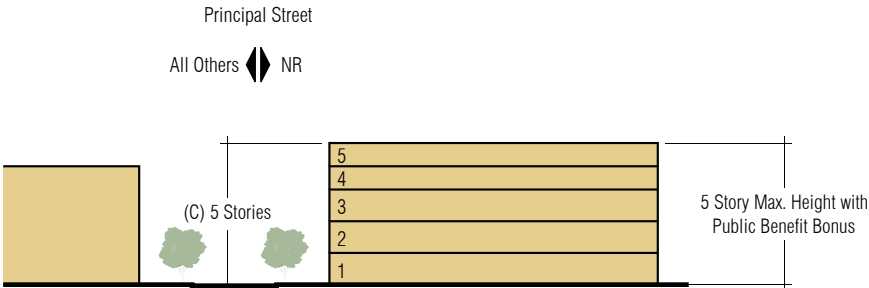 Principal Street
All Others NR
5
4
(C) 5 Stories
3
5 Story Max. Height with
Public Benefit Bonus
2
1